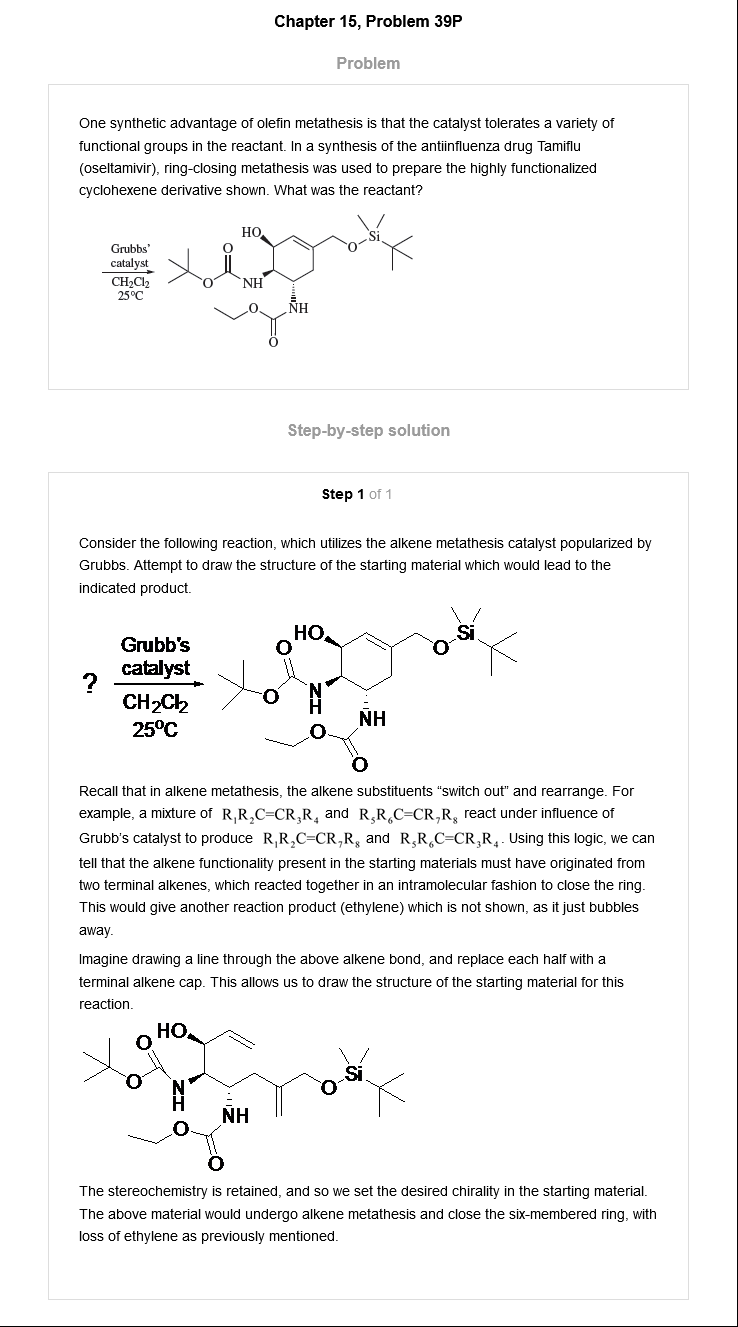 Chapter 15, Problem 39P
Problem
One synthetic advantage of olefin metathesis is that the catalyst tolerates a variety of
functional groups in the reactant. In a synthesis of the antiinfluenza drug Tamiflu
(oseltamivir), ring-closing metathesis was used to prepare the highly functionalized
cyclohexene derivative shown. What was the reactant?
Grubbs'
catalyst
CH₂Cl₂
25°C
HO
O
O
NH
O
NH
O
O
Si
Step-by-step solution
Step 1 of 1
Consider the following reaction, which utilizes the alkene metathesis catalyst popularized by
Grubbs. Attempt to draw the structure of the starting material which would lead to the
indicated product.
?
Grubb's
catalyst
CH₂Cl₂
25°C
HO
O
O
N
H
O
NH
O
O
Si
Recall that in alkene metathesis, the alkene substituents “switch out” and rearrange. For
example, a mixture of R₁R₂C=CR₃R₄ and R₅R₆C=CR₇R₈ react under influence of
Grubb's catalyst to produce R₁R₂C=CR₇R₈ and R₅R₆C=CR₃R₄. Using this logic, we can
tell that the alkene functionality present in the starting materials must have originated from
two terminal alkenes, which reacted together in an intramolecular fashion to close the ring.
This would give another reaction product (ethylene) which is not shown, as it just bubbles
away.
Imagine drawing a line through the above alkene bond, and replace each half with a
terminal alkene cap. This allows us to draw the structure of the starting material for this
reaction.
HO
O
O
N
H
O
NH
O
O
Si
The stereochemistry is retained, and so we set the desired chirality in the starting material.
The above material would undergo alkene metathesis and close the six-membered ring, with
loss of ethylene as previously mentioned.